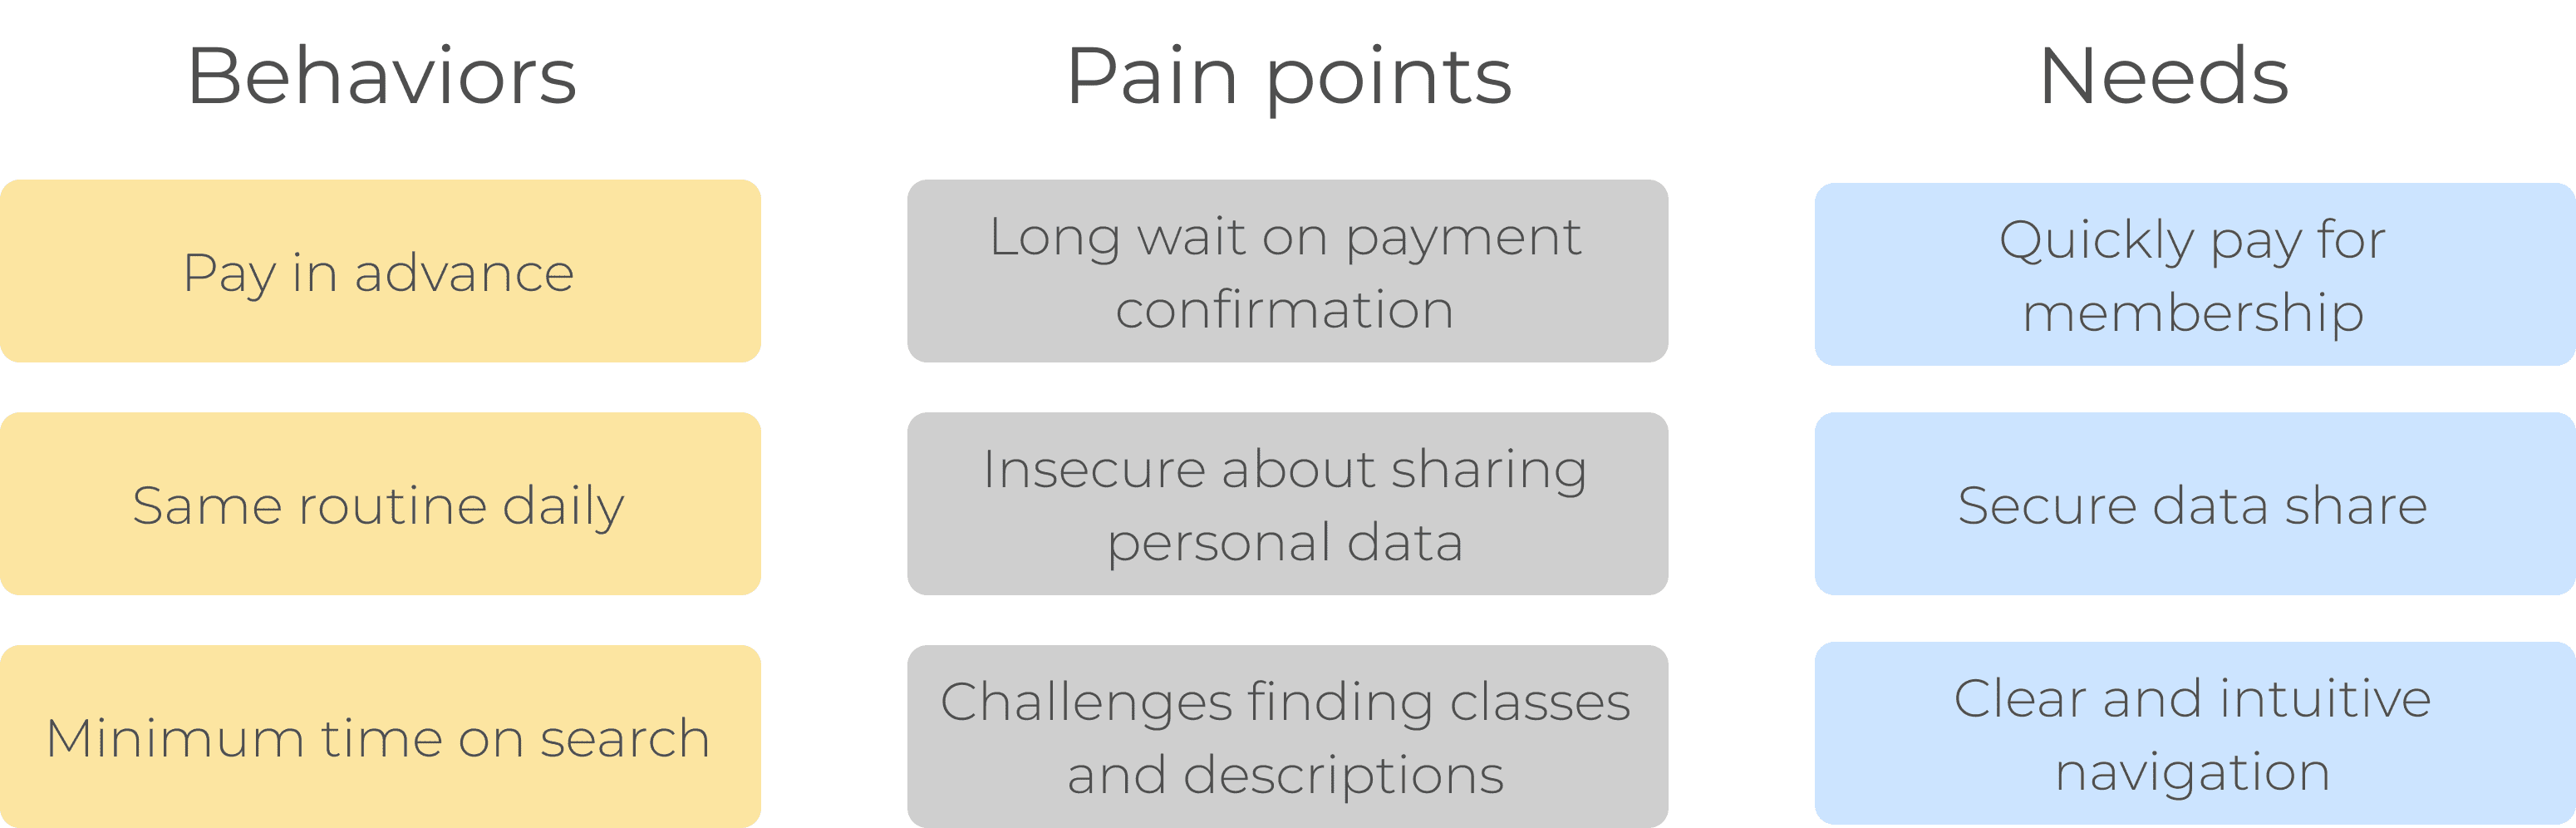 Behaviors
Pain points
Needs
Pay in advance
Long wait on payment
confirmation
Quickly pay for
membership
Same routine daily
Insecure about sharing
personal data
Secure data share
Minimum time on search
Challenges finding classes
and descriptions
Clear and intuitive
navigation